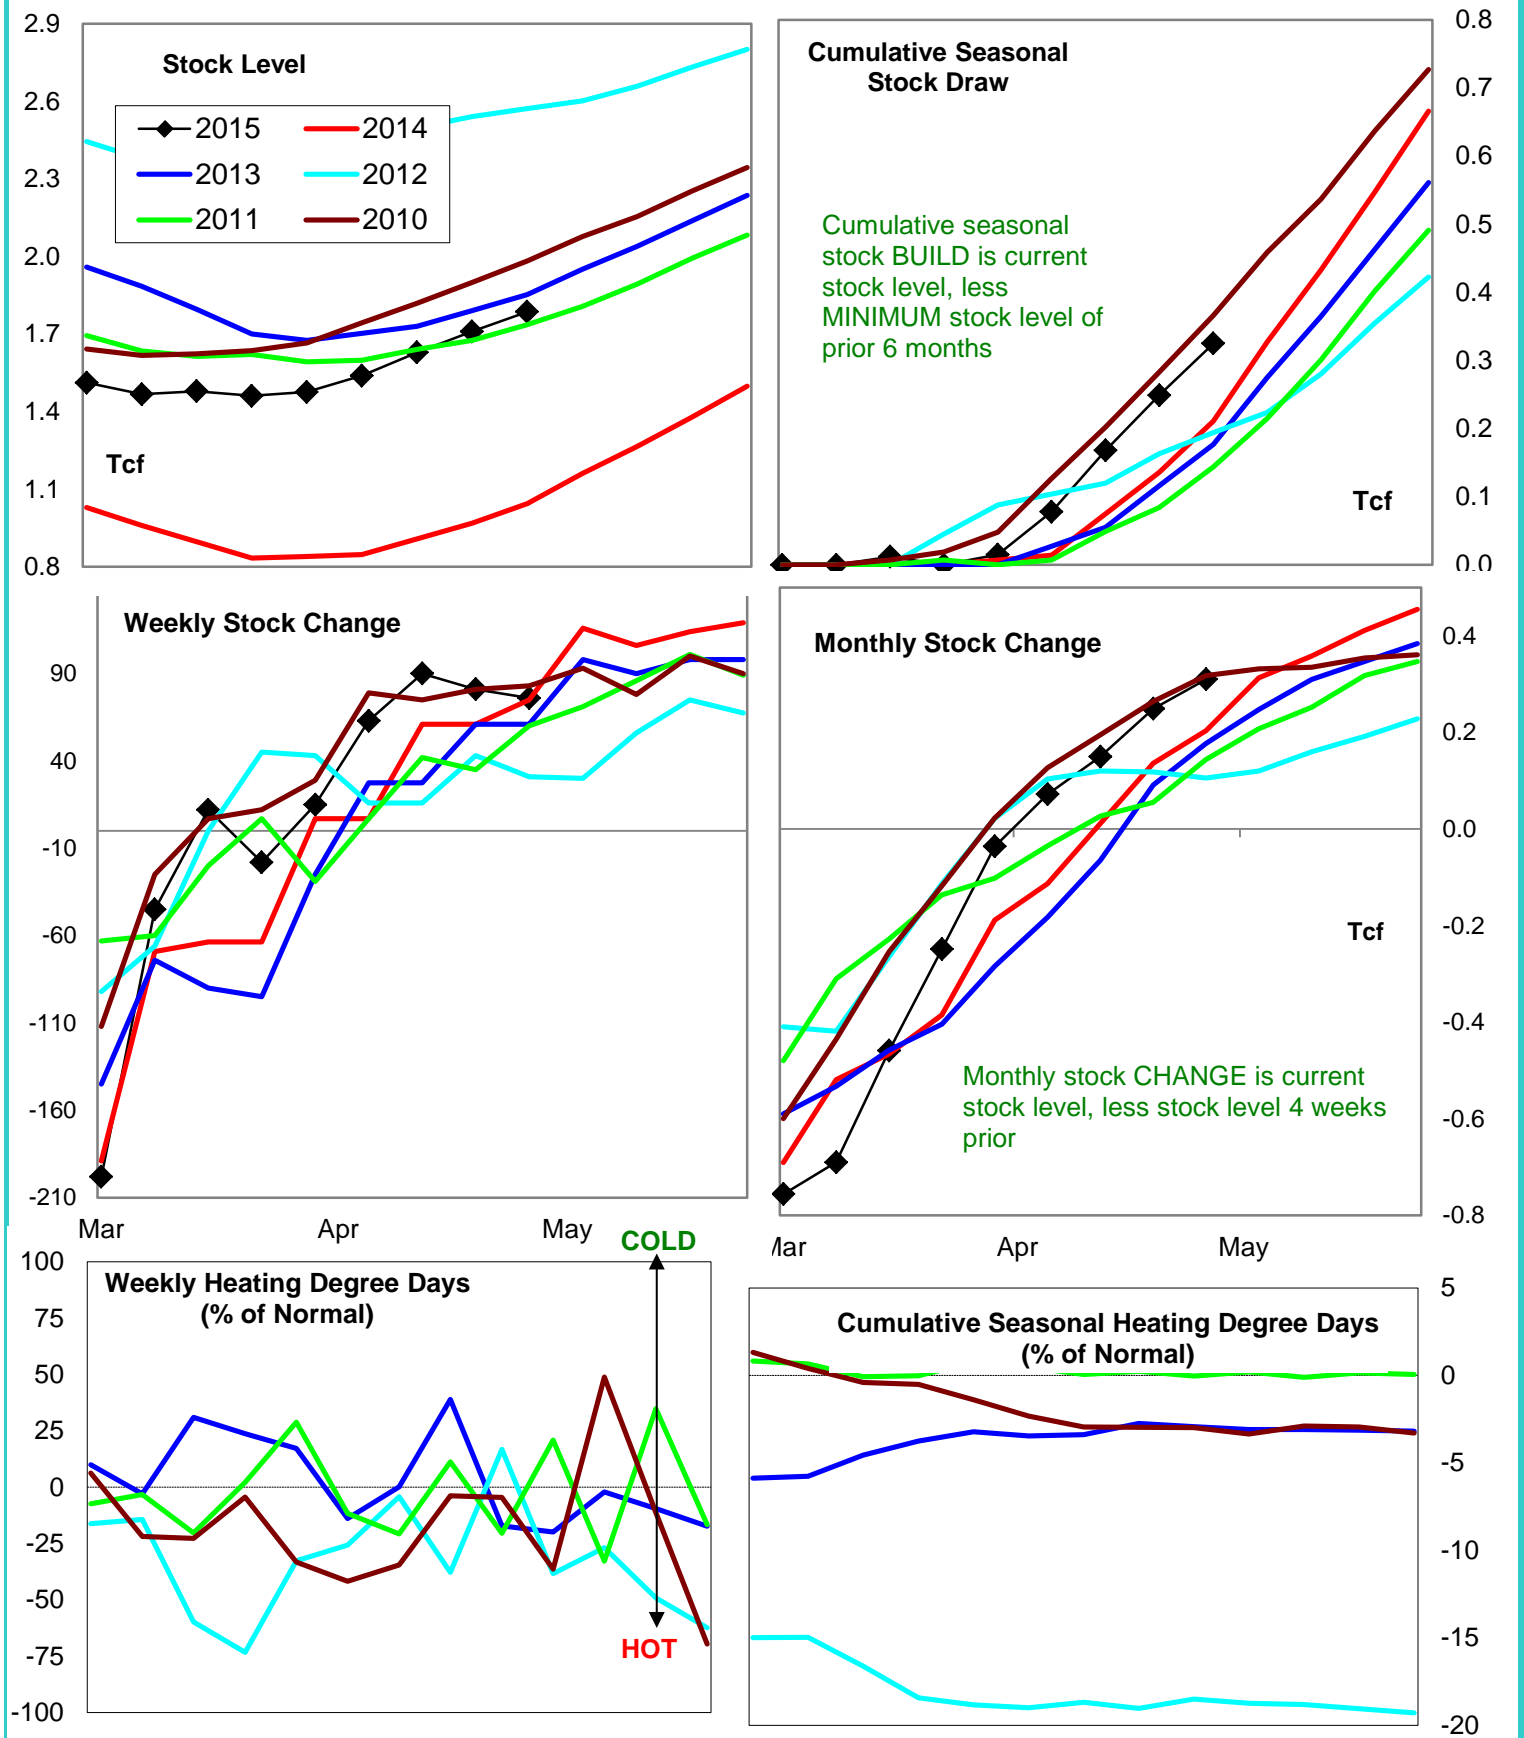 2.9
2.6
2.3
2.0
1.7
1.4
1.1
0.8
Stock Level
2015 2014
2013 2012
2011 2010
Tcf
0.8
0.7
0.6
0.5
0.4
0.3
0.2
0.1
0.0
Cumulative Seasonal
Stock Draw
Cumulative seasonal
stock BUILD is current
stock level, less
MINIMUM stock level of
prior 6 months
Tcf
Weekly Stock Change
90
40
-10
-60
-110
-160
-210
Mar Apr May
Monthly Stock Change
0.4
0.2
0.0
-0.2
-0.4
-0.6
-0.8
Tcf
Monthly stock CHANGE is current
stock level, less stock level 4 weeks
prior
Mar Apr May
COLD
100
75
50
25
0
-25
-50
-75
-100
Weekly Heating Degree Days
(% of Normal)
HOT
5
0
-5
-10
-15
-20
Cumulative Seasonal Heating Degree Days
(% of Normal)